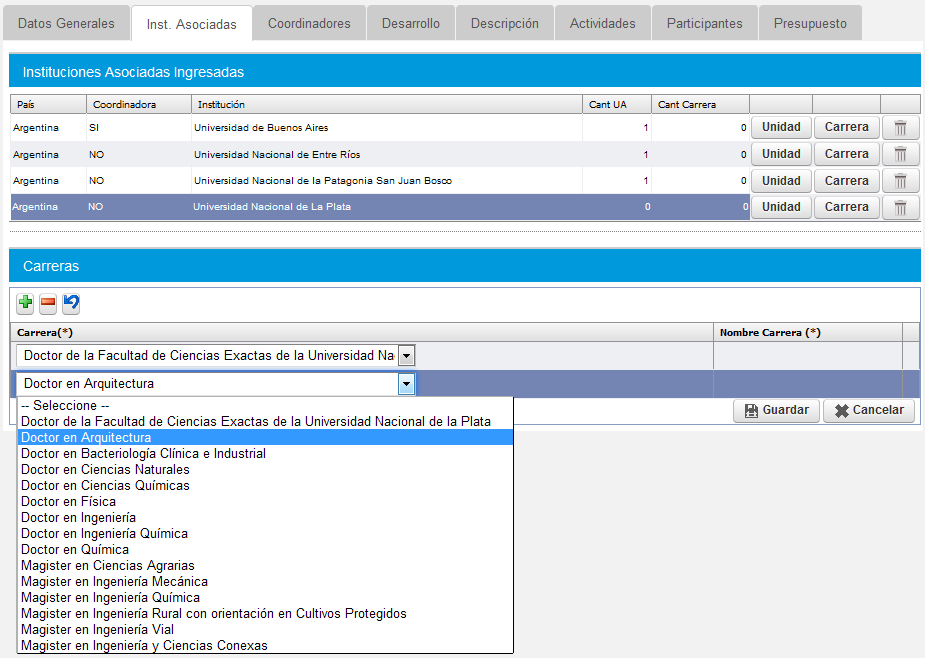 Datos Generales Inst. Asociadas Coordinadores Desarrollo Descripción Actividades Participantes Presupuesto
Instituciones Asociadas Ingresadas
País Coordinadora Institución Cant UA Cant Carrera
Argentina SI Universidad de Buenos Aires 1 0 Unidad Carrera
Argentina NO Universidad Nacional de Entre Ríos 1 0 Unidad Carrera
Argentina NO Universidad Nacional de la Patagonia San Juan Bosco 1 0 Unidad Carrera
Argentina NO Universidad Nacional de La Plata 0 0 Unidad Carrera
Carreras
Carrera(*) Nombre Carrera (*)
Doctor de la Facultad de Ciencias Exactas de la Universidad Na
Doctor en Arquitectura
-- Seleccione --
Guardar Cancelar
Doctor de la Facultad de Ciencias Exactas de la Universidad Nacional de la Plata
Doctor en Arquitectura
Doctor en Bacteriología Clínica e Industrial
Doctor en Ciencias Naturales
Doctor en Ciencias Químicas
Doctor en Física
Doctor en Ingeniería
Doctor en Ingeniería Química
Doctor en Química
Magister en Ciencias Agrarias
Magister en Ingeniería Mecánica
Magister en Ingeniería Química
Magister en Ingeniería Rural con orientación en Cultivos Protegidos
Magister en Ingeniería Vial
Magister en Ingeniería y Ciencias Conexas